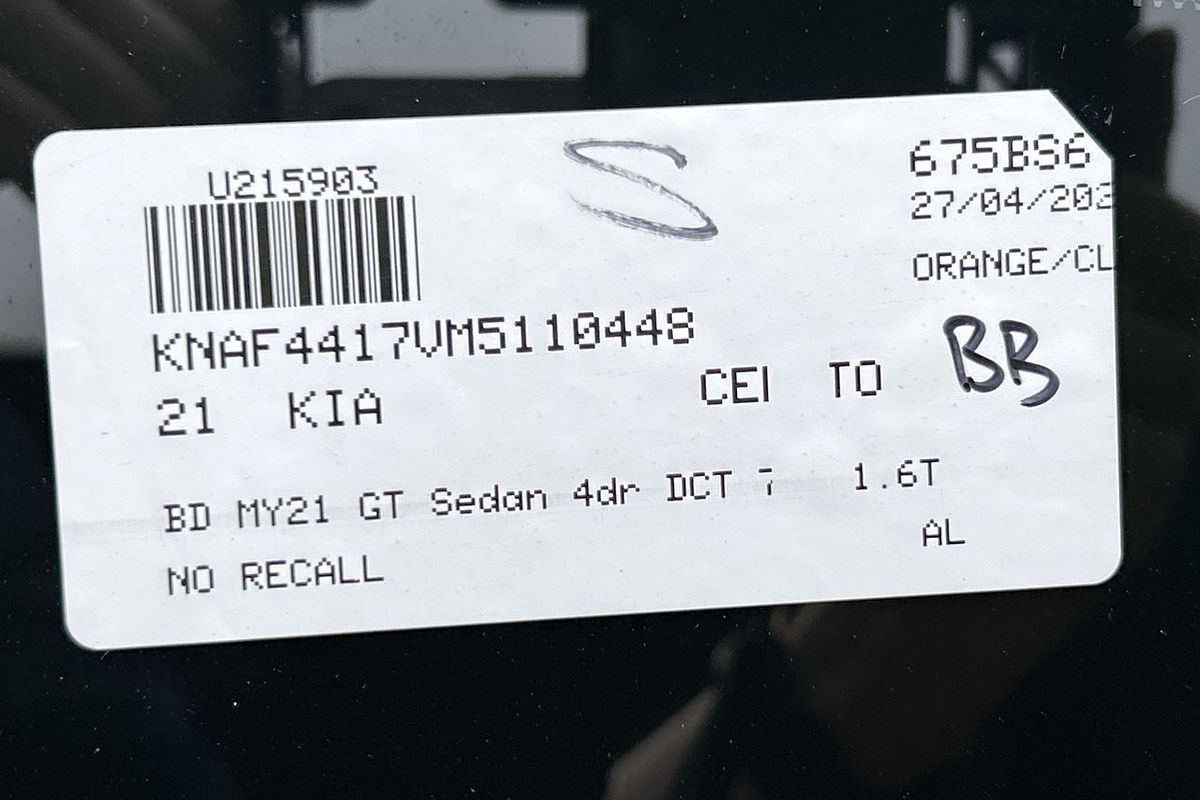 U215903
S
675BS6
27/04/202
ORANGE/CL
KNAF4417VM5110448
21 KIA
CEI TO BB
BD MY21 GT Sedan 4dr DCT 7 1.6T
AL
NO RECALL